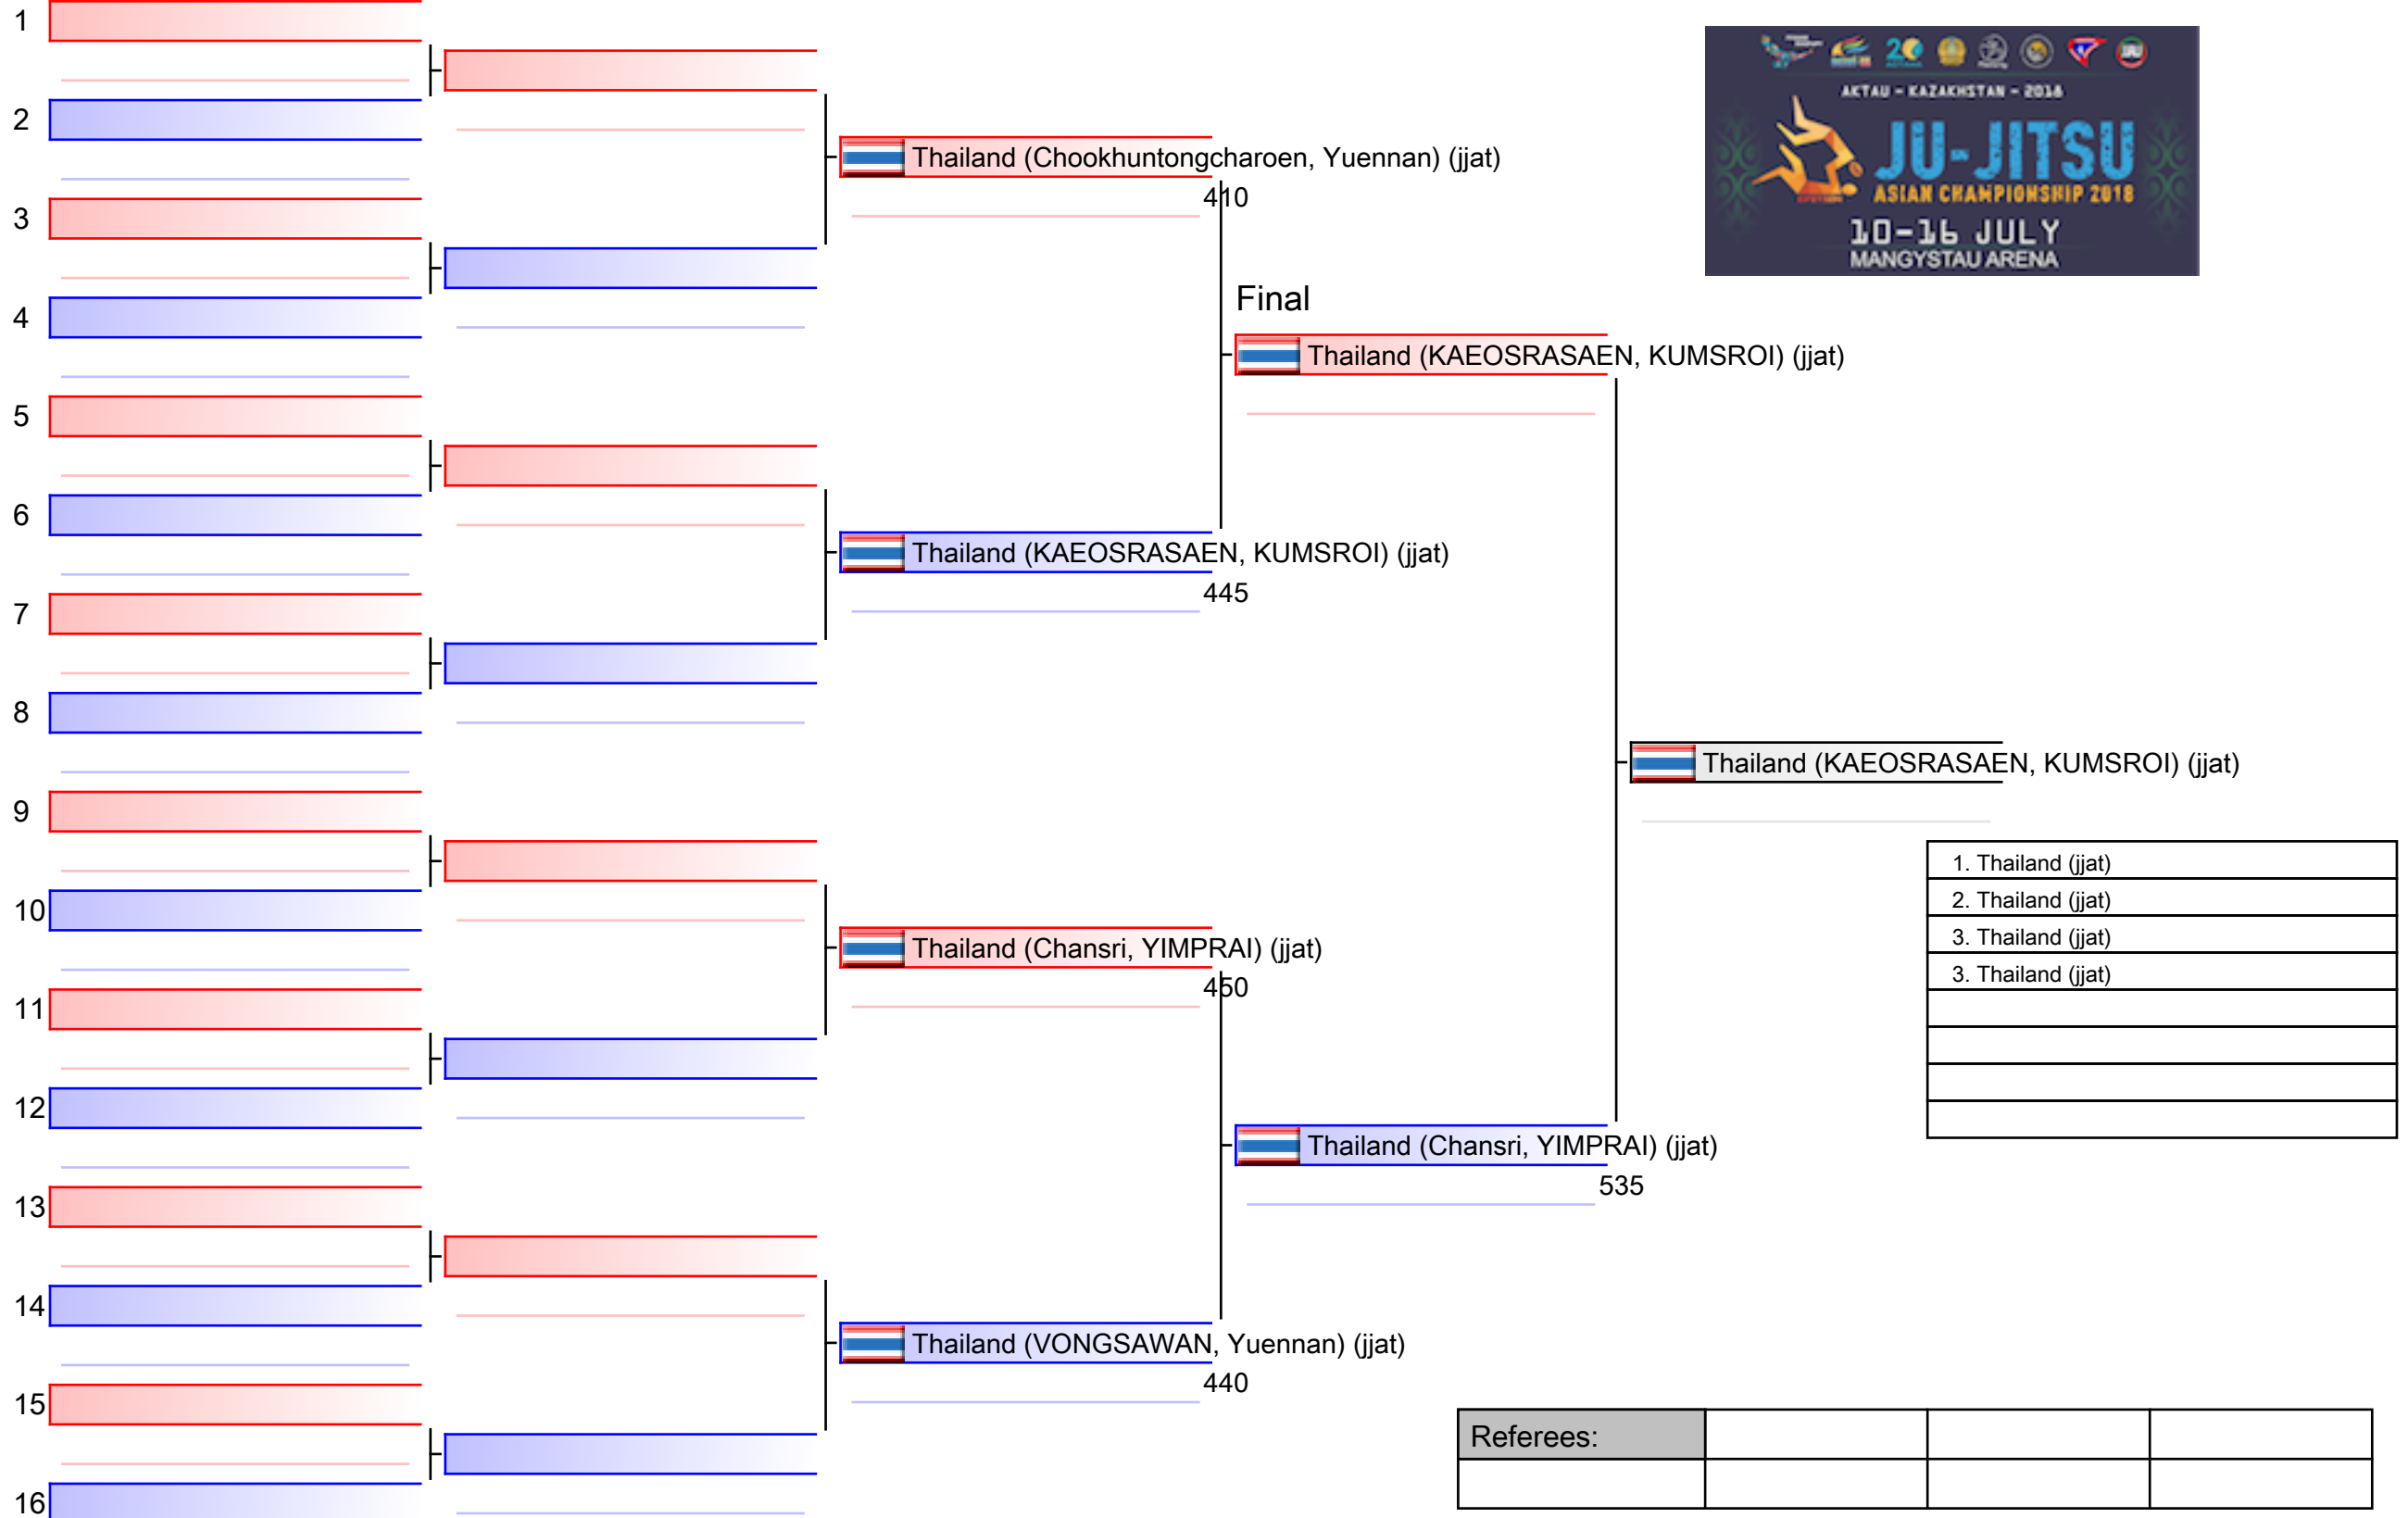 1
2
3
4
5
6
7
8
9
10
11
12
13
14
15
16
Thailand (Chookhuntongcharoen, Yuennan) (jjat)
410
Thailand (KAEOSRASAEN, KUMSROI) (jjat)
445
Thailand (Chansri, YIMPRAI) (jjat)
450
Thailand (VONGSAWAN, Yuennan) (jjat)
440
Final
Thailand (KAEOSRASAEN, KUMSROI) (jjat)
Thailand (Chansri, YIMPRAI) (jjat)
535
Thailand (KAEOSRASAEN, KUMSROI) (jjat)
AKTAU - KAZAKHSTAN - 2018
JU-JITSU
ASIAN CHAMPIONSHIP 2018
10-16 JULY
MANGYSTAU ARENA
1. Thailand (jjat)
2. Thailand (jjat)
3. Thailand (jjat)
3. Thailand (jjat)
Referees: